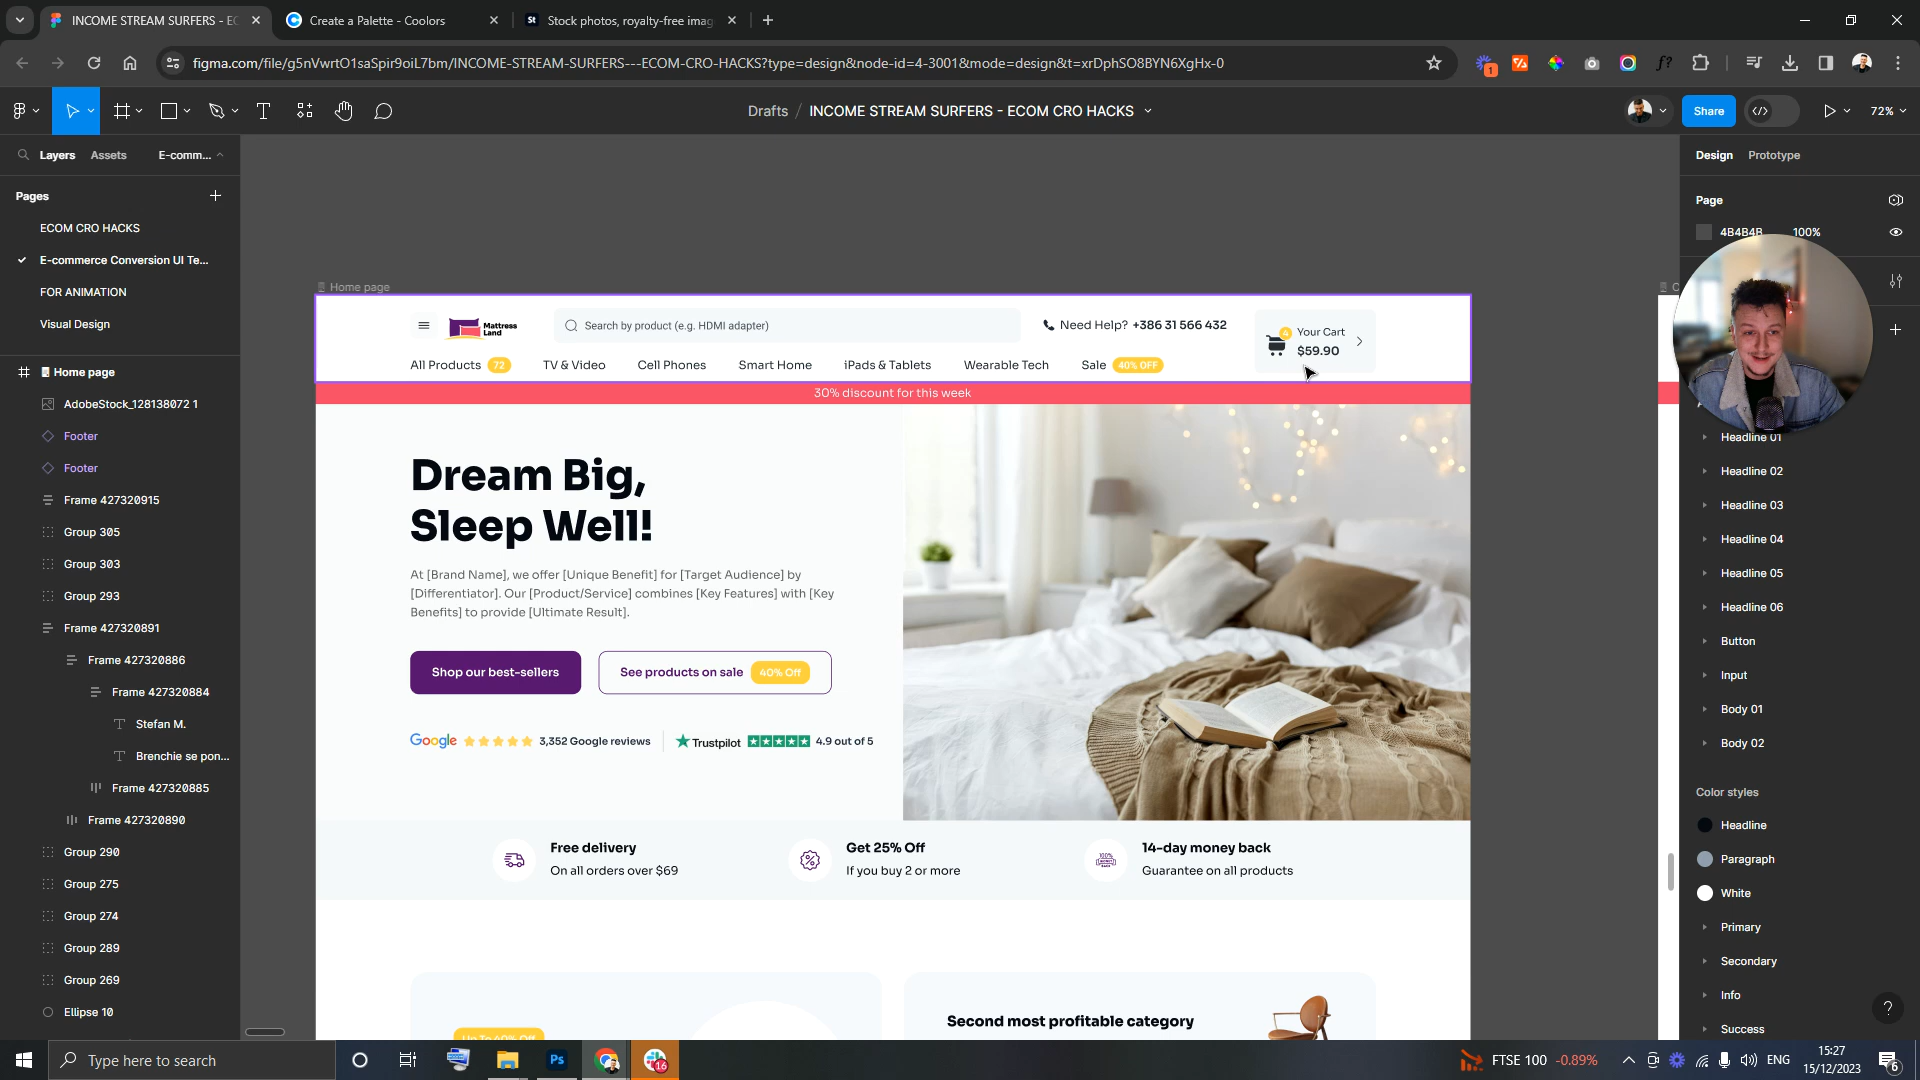 INCOME STREAM SURFERS - EC
Create a Palette - Coolors
Stock photos, royalty-free imag
figma.com/file/g5nVwrtO1saSpir9oiL7bm/INCOME-STREAM-SURFERS---ECOM-CRO-HACKS?type=design&node-id=4-3001&mode=design&t=xrDphSO8BYN6XgHx-0
Drafts / INCOME STREAM SURFERS - ECOM CRO HACKS
Share
72%
Layers
Assets
E-comm...
Pages
ECOM CRO HACKS
E-commerce Conversion UI Te...
FOR ANIMATION
Visual Design
Home page
AdobeStock_128138072 1
Footer
Footer
Frame 427320915
Group 305
Group 303
Group 293
Frame 427320891
Frame 427320886
Frame 427320884
Stefan M.
Brenchie se pon...
Frame 427320885
Frame 427320890
Group 290
Group 275
Group 274
Group 289
Group 269
Ellipse 10
Home page
Mattress
Land
Search by product (e.g. HDMI adapter)
Need Help? +386 31 566 432
4
Your Cart
$59.90
All Products 72
TV & Video
Cell Phones
Smart Home
iPads & Tablets
Wearable Tech
Sale 40% OFF
30% discount for this week
Dream Big,
Sleep Well!
At [Brand Name], we offer [Unique Benefit] for [Target Audience] by
[Differentiator]. Our [Product/Service] combines [Key Features] with [Key
Benefits] to provide [Ultimate Result].
Shop our best-sellers
See products on sale 40% Off
Google
3,352 Google reviews
Trustpilot
4.9 out of 5
Free delivery
On all orders over $69
Get 25% Off
If you buy 2 or more
14-day money back
Guarantee on all products
Up To 40% Off
Second most profitable category
Design
Prototype
Page
4B4B4B
100%
Headline 01
Headline 02
Headline 03
Headline 04
Headline 05
Headline 06
Button
Input
Body 01
Body 02
Color styles
Headline
Paragraph
White
Primary
Secondary
Info
Success
Type here to search
Ps
16
FTSE 100 -0.89%
ENG
15:27
15/12/2023
6